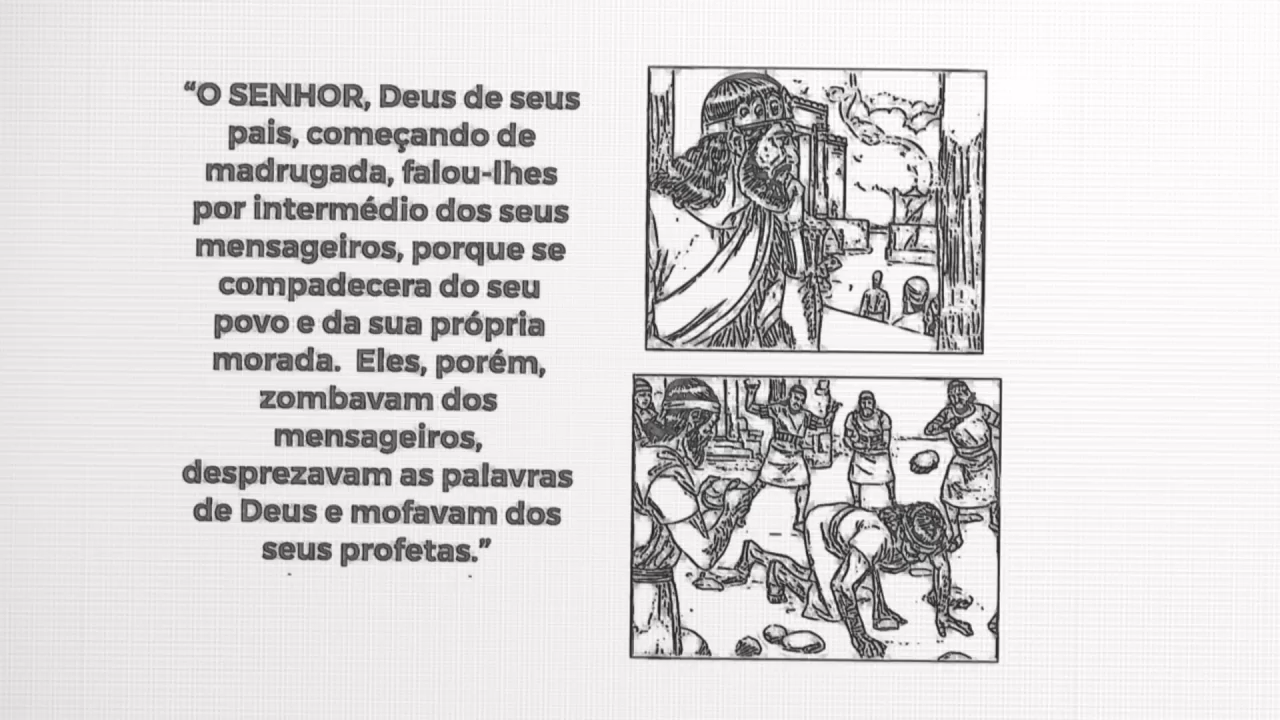 “O SENHOR, Deus de seus
pais, começando de
madrugada, falou-lhes
por intermédio dos seus
mensageiros, porque se
compadecera do seu
povo e da sua própria
morada. Eles, porém,
zombavam dos
mensageiros,
desprezavam as palavras
de Deus e mofavam dos
seus profetas.”